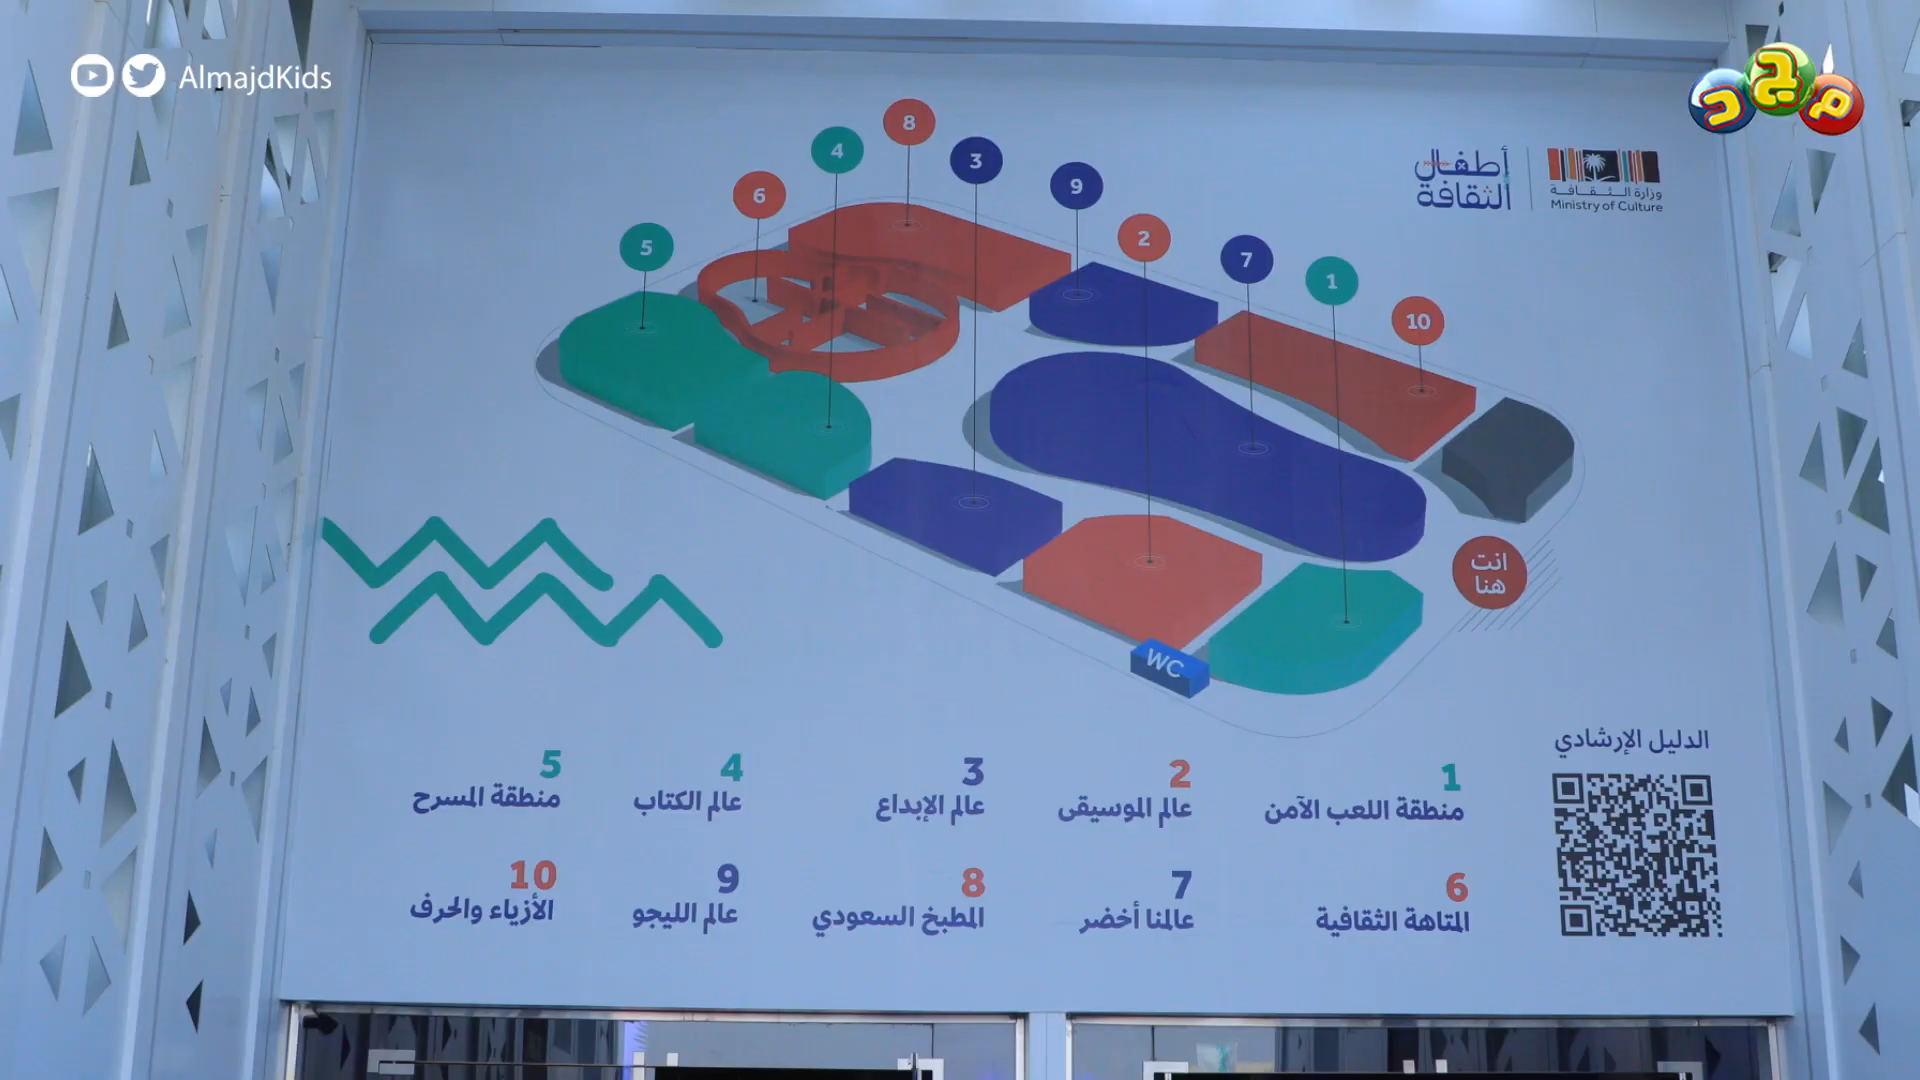 AlmajdKids
مجد
أطفال
الثقافة
وزارة الثقافة
Ministry of Culture
8
4
3
6
9
2
5
7
1
10
انت
هنا
WC
الدليل الإرشادي
1
منطقة اللعب الآمن
2
عالم الموسيقى
3
عالم الإبداع
4
عالم الكتاب
5
منطقة المسرح
6
المتاهة الثقافية
7
عالمنا أخضر
8
المطبخ السعودي
9
عالم الليجو
10
الأزياء والحرف